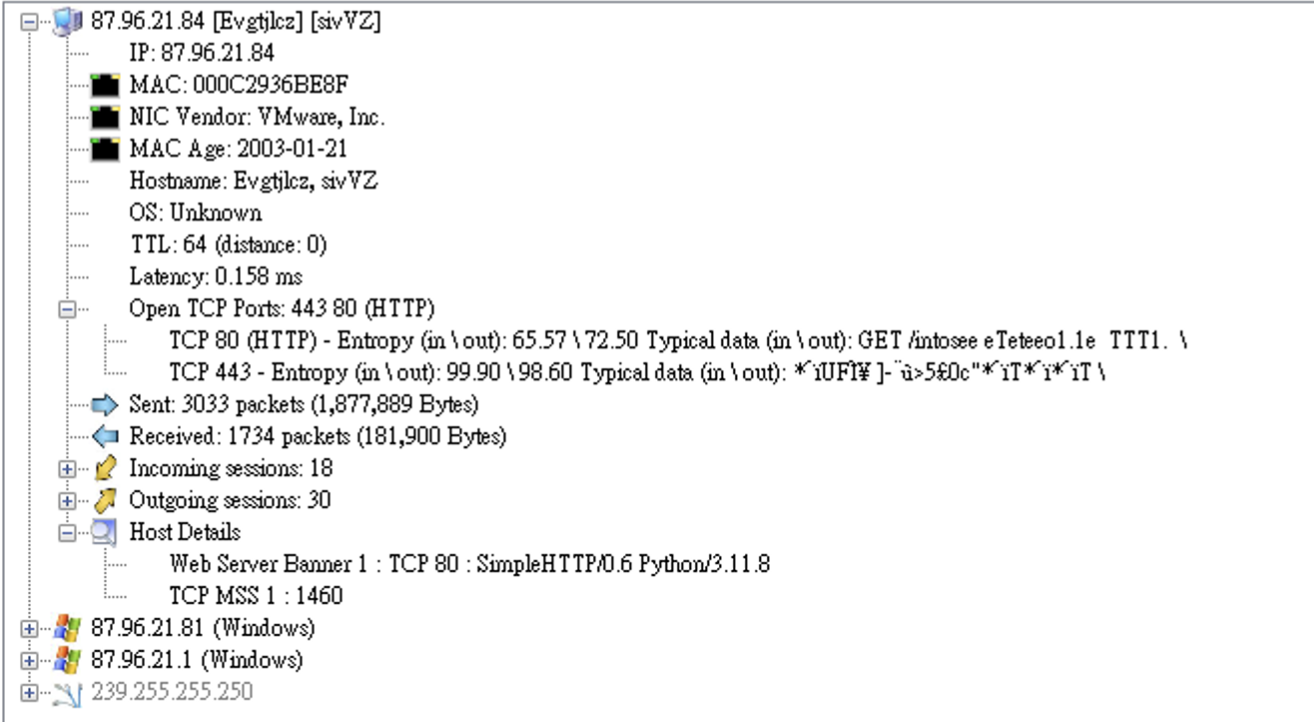 87.96.21.84 [Evgtjlcz] [sivVZ]
IP: 87.96.21.84
MAC: 000C2936BE8F
NIC Vendor: VMware, Inc.
MAC Age: 2003-01-21
Hostname: Evgtjlcz, sivVZ
OS: Unknown
TTL: 64 (distance: 0)
Latency: 0.158 ms
Open TCP Ports: 443 80 (HTTP)
TCP 80 (HTTP) - Entropy (in \ out): 65.57 \ 72.50 Typical data (in \ out): GET /intosee eTeteeo1.1e TTT1. \
TCP 443 - Entropy (in \ out): 99.90 \ 98.60 Typical data (in \ out):
Sent: 3033 packets (1,877,889 Bytes)
Received: 1734 packets (181,900 Bytes)
Incoming sessions: 18
Outgoing sessions: 30
Host Details
Web Server Banner 1 : TCP 80 : SimpleHTTP/0.6 Python/3.11.8
TCP MSS 1 : 1460
87.96.21.81 (Windows)
87.96.21.1 (Windows)
239.255.255.250